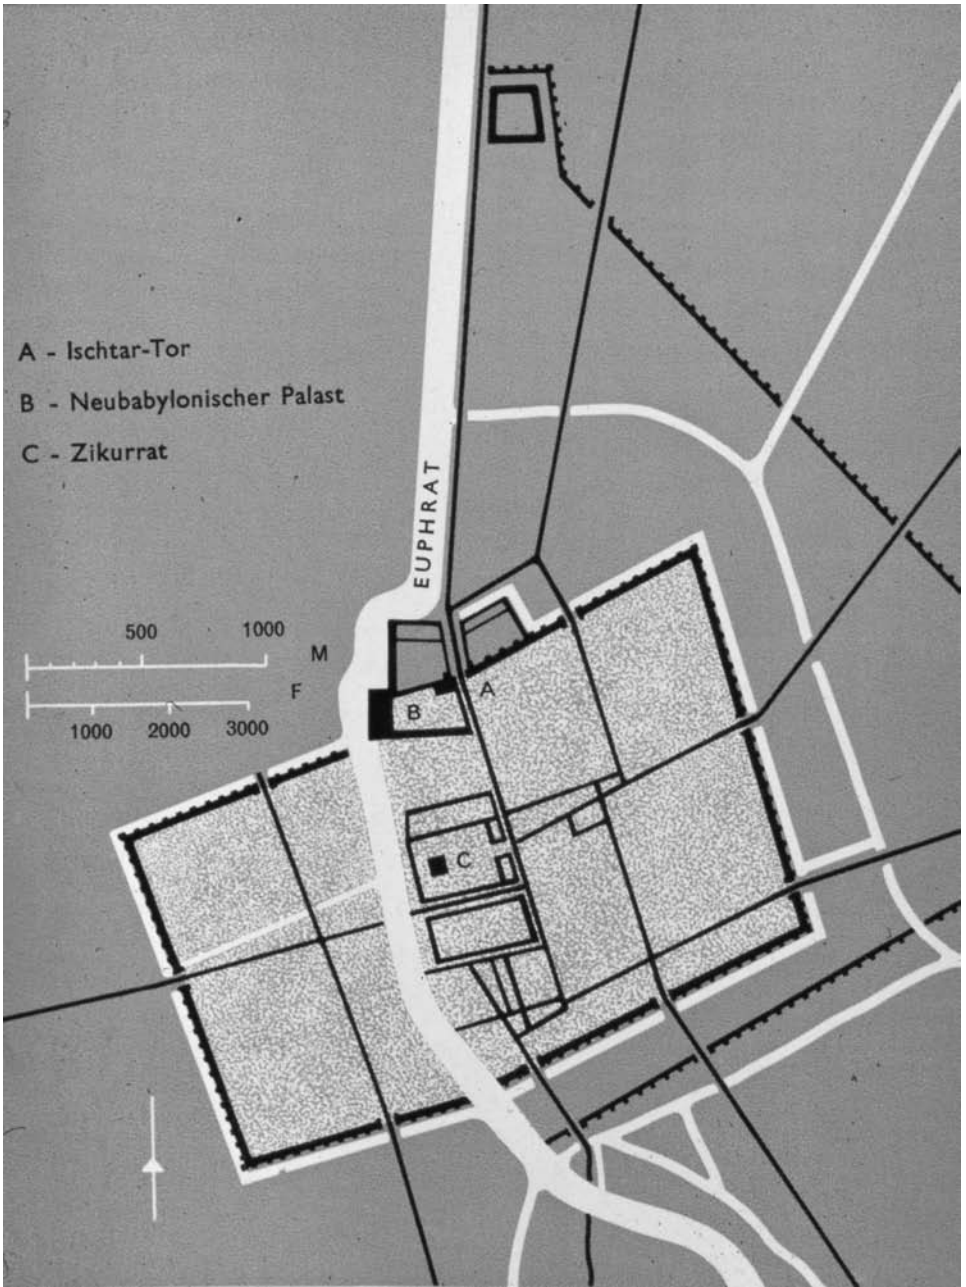 A - Ischtar-Tor
B - Neubabylonischer Palast
C - Zikurrat
EUPHRAT
500 1000
M
F
1000 2000 3000
A
B
C